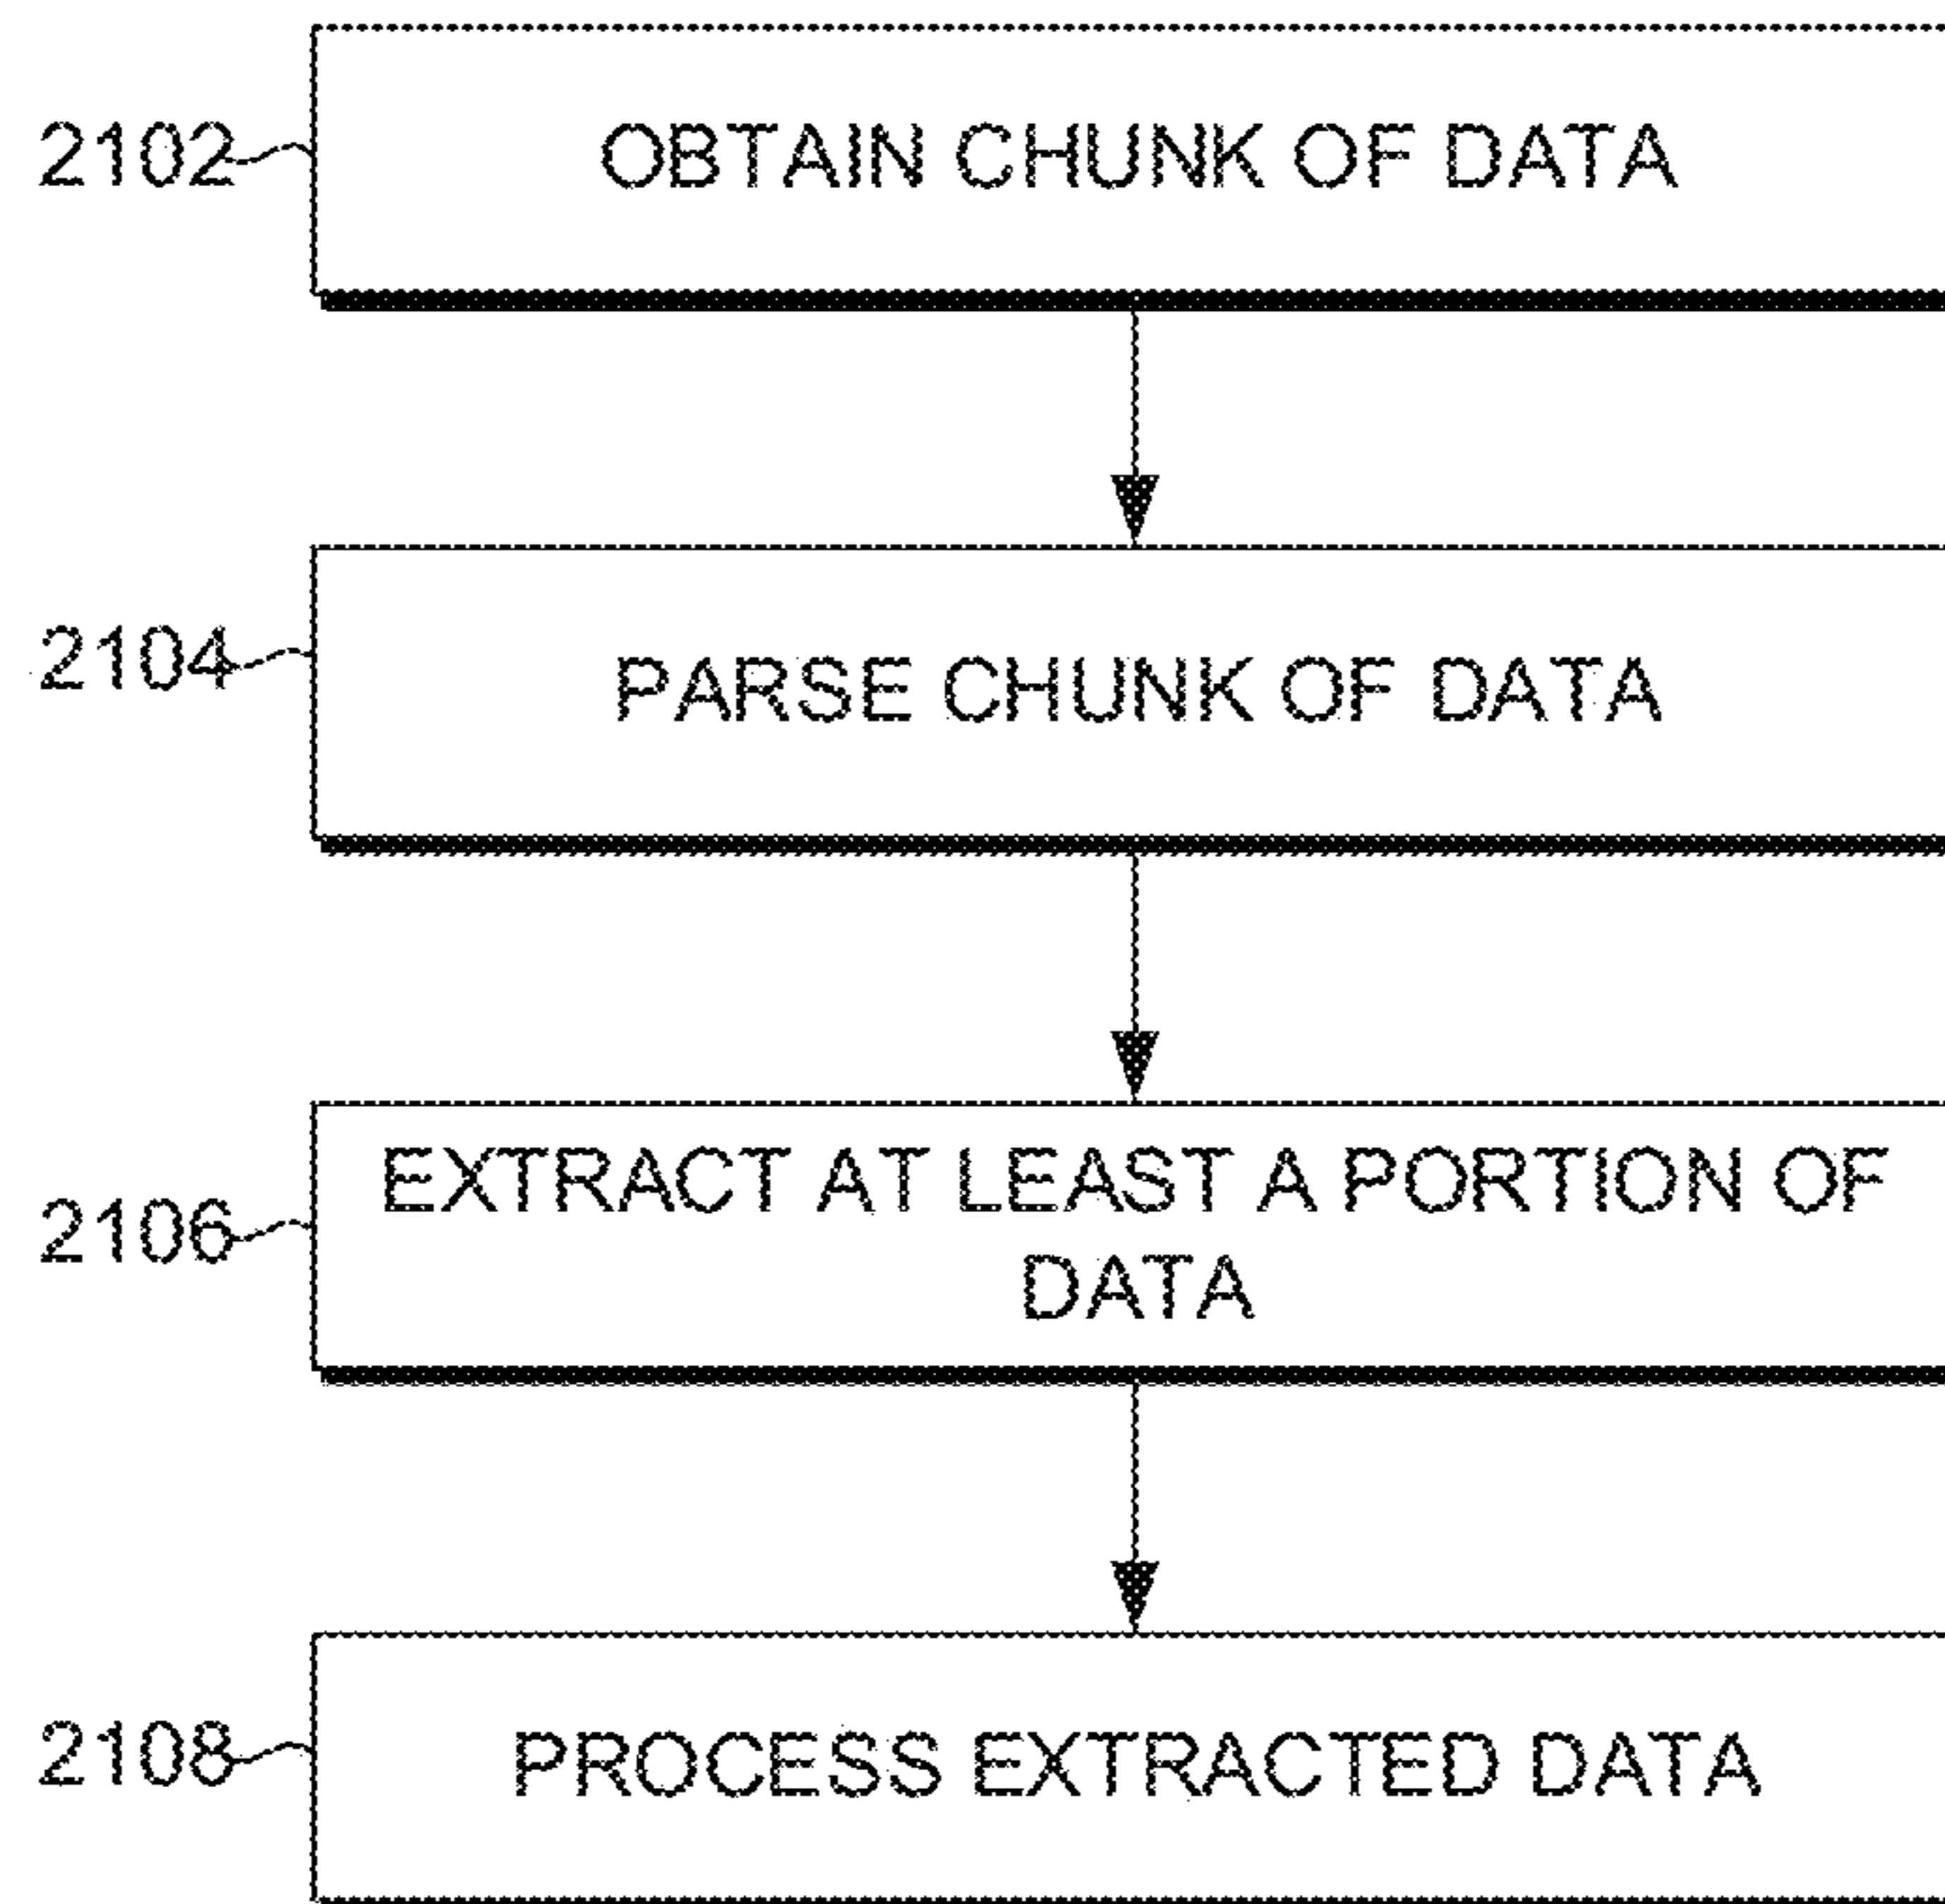 2102 OBTAIN CHUNK OF DATA
2104 PARSE CHUNK OF DATA
2106 EXTRACT AT LEAST A PORTION OF
DATA
2108 PROCESS EXTRACTED DATA